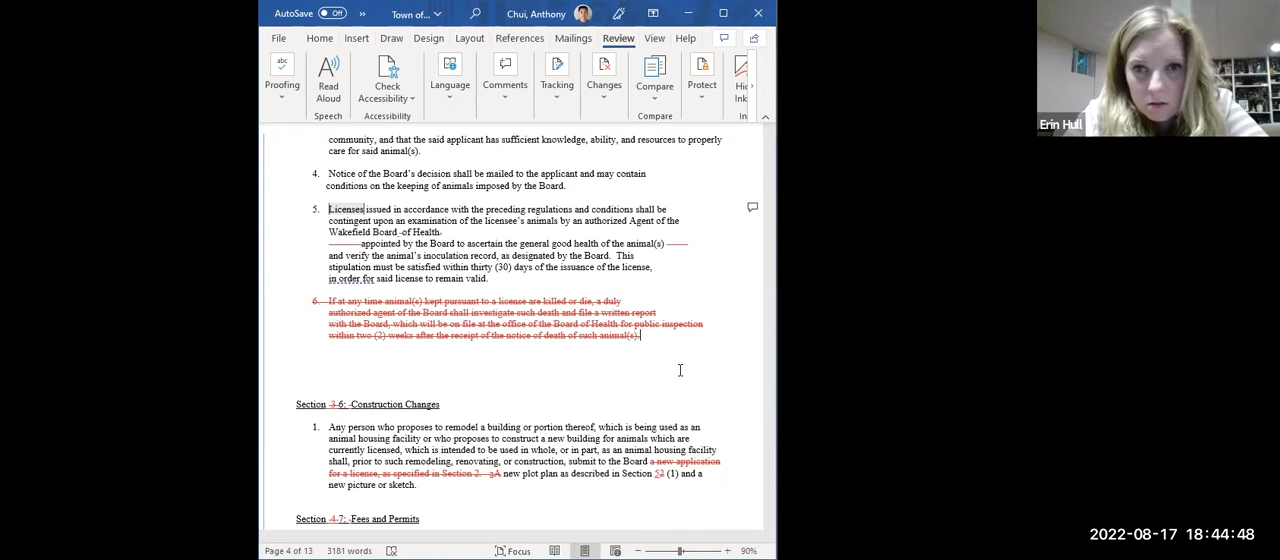 AutoSave Off
Town of...
Chui, Anthony
File Home Insert Draw Design Layout References Mailings Review View Help
Proofing
Read Aloud
Check Accessibility
Language
Comments
Tracking
Changes
Compare
Protect
Hid Ink
Speech
Accessibility
Compare
community, and that the said applicant has sufficient knowledge, ability, and resources to properly
care for said animal(s).
4. Notice of the Board's decision shall be mailed to the applicant and may contain
conditions on the keeping of animals imposed by the Board.
5. Licenses issued in accordance with the preceding regulations and conditions shall be
contingent upon an examination of the licensee's animals by an authorized Agent of the
Wakefield Board -of Health
appointed by the Board to ascertain the general good health of the animal(s)
and verify the animal's inoculation record, as designated by the Board. This
stipulation must be satisfied within thirty (30) days of the issuance of the license,
in order for said license to remain valid.
6. If at any time animal(s) kept pursuant to a license are killed or die, a duly
authorized agent of the Board shall investigate such death and file a written report
with the Board, which will be on file at the office of the Board of Health for public inspection
within two (2) weeks after the receipt of the notice of death of such animal(s).
Section -3-6: -Construction Changes
1. Any person who proposes to remodel a building or portion thereof, which is being used as an
animal housing facility or who proposes to construct a new building for animals which are
currently licensed, which is intended to be used in whole, or in part, as an animal housing facility
shall, prior to such remodeling, renovating, or construction, submit to the Board a new application
for a license, as specified in Section 2. aA new plot plan as described in Section 52 (1) and a
new picture or sketch.
Section -4-7: -Fees and Permits
Page 4 of 13 3181 words
Focus
90%
Erin Hull
2022-08-17 18:44:48